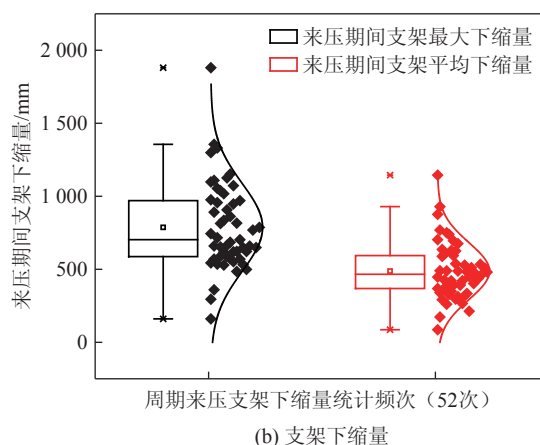 来压期间支架下缩量/mm
2 000
1 500
1 000
500
0
来压期间支架最大下缩量
来压期间支架平均下缩量
周期来压支架下缩量统计频次（52次）
(b) 支架下缩量